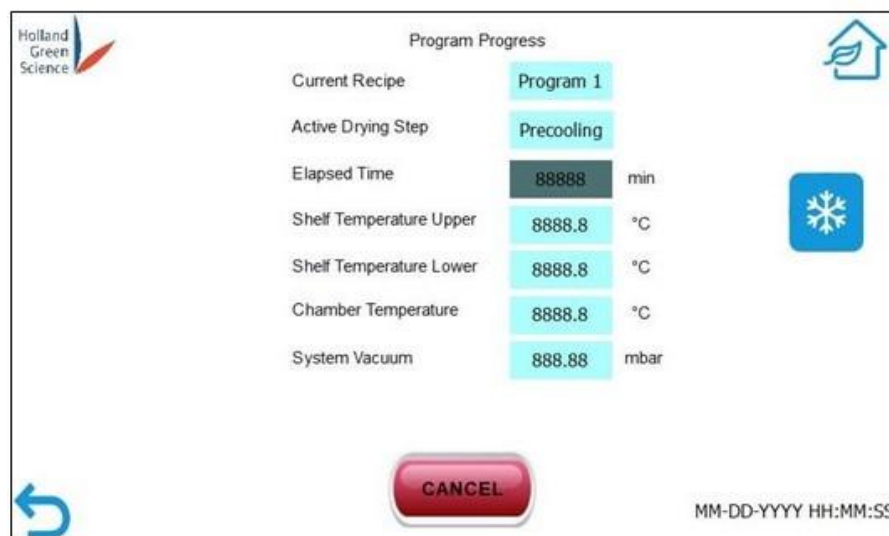 Holland
Green
Science
Program Progress
Current Recipe Program 1
Active Drying Step Precooling
Elapsed Time 88888 min
Shelf Temperature Upper 8888.8 °C
Shelf Temperature Lower 8888.8 °C
Chamber Temperature 8888.8 °C
System Vacuum 888.88 mbar
CANCEL
MM-DD-YYYY HH:MM:SS